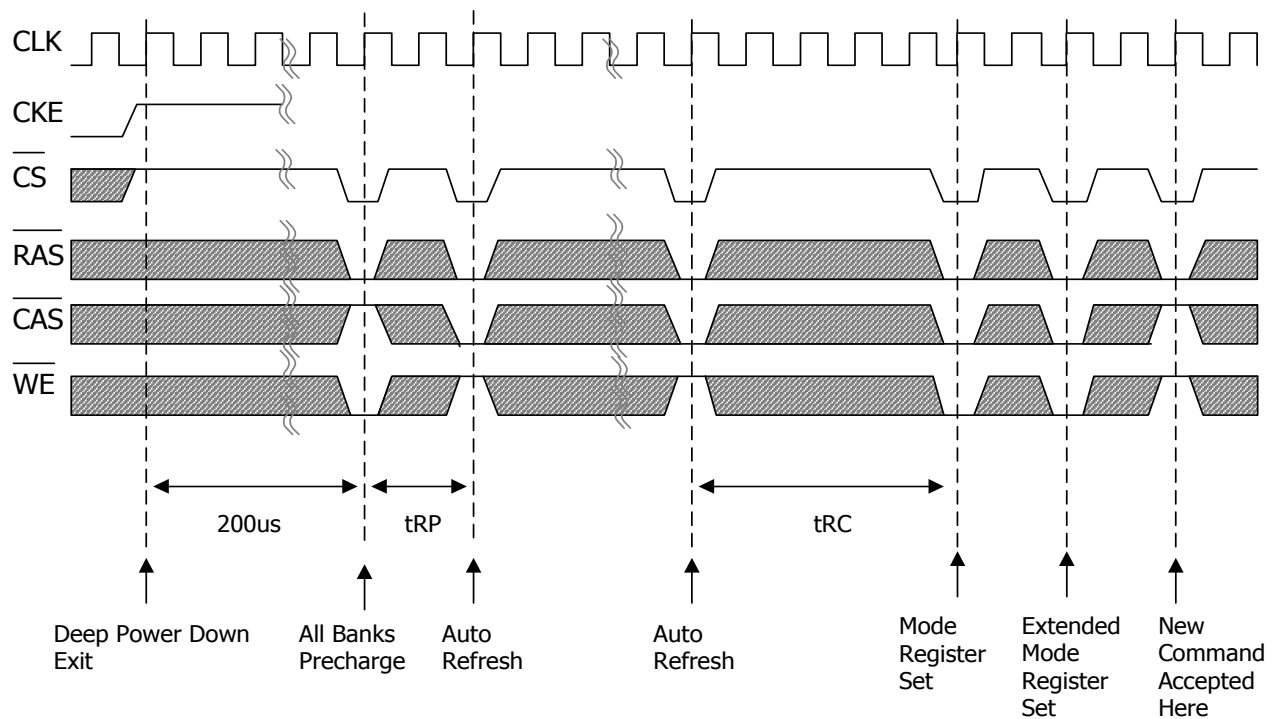 CLK
CKE
CS
RAS
CAS
WE
200us
tRP
tRC
Deep Power Down
Exit
All Banks
Precharge
Auto
Refresh
Auto
Refresh
Mode
Register
Set
Extended
Mode
Register
Set
New
Command
Accepted
Here